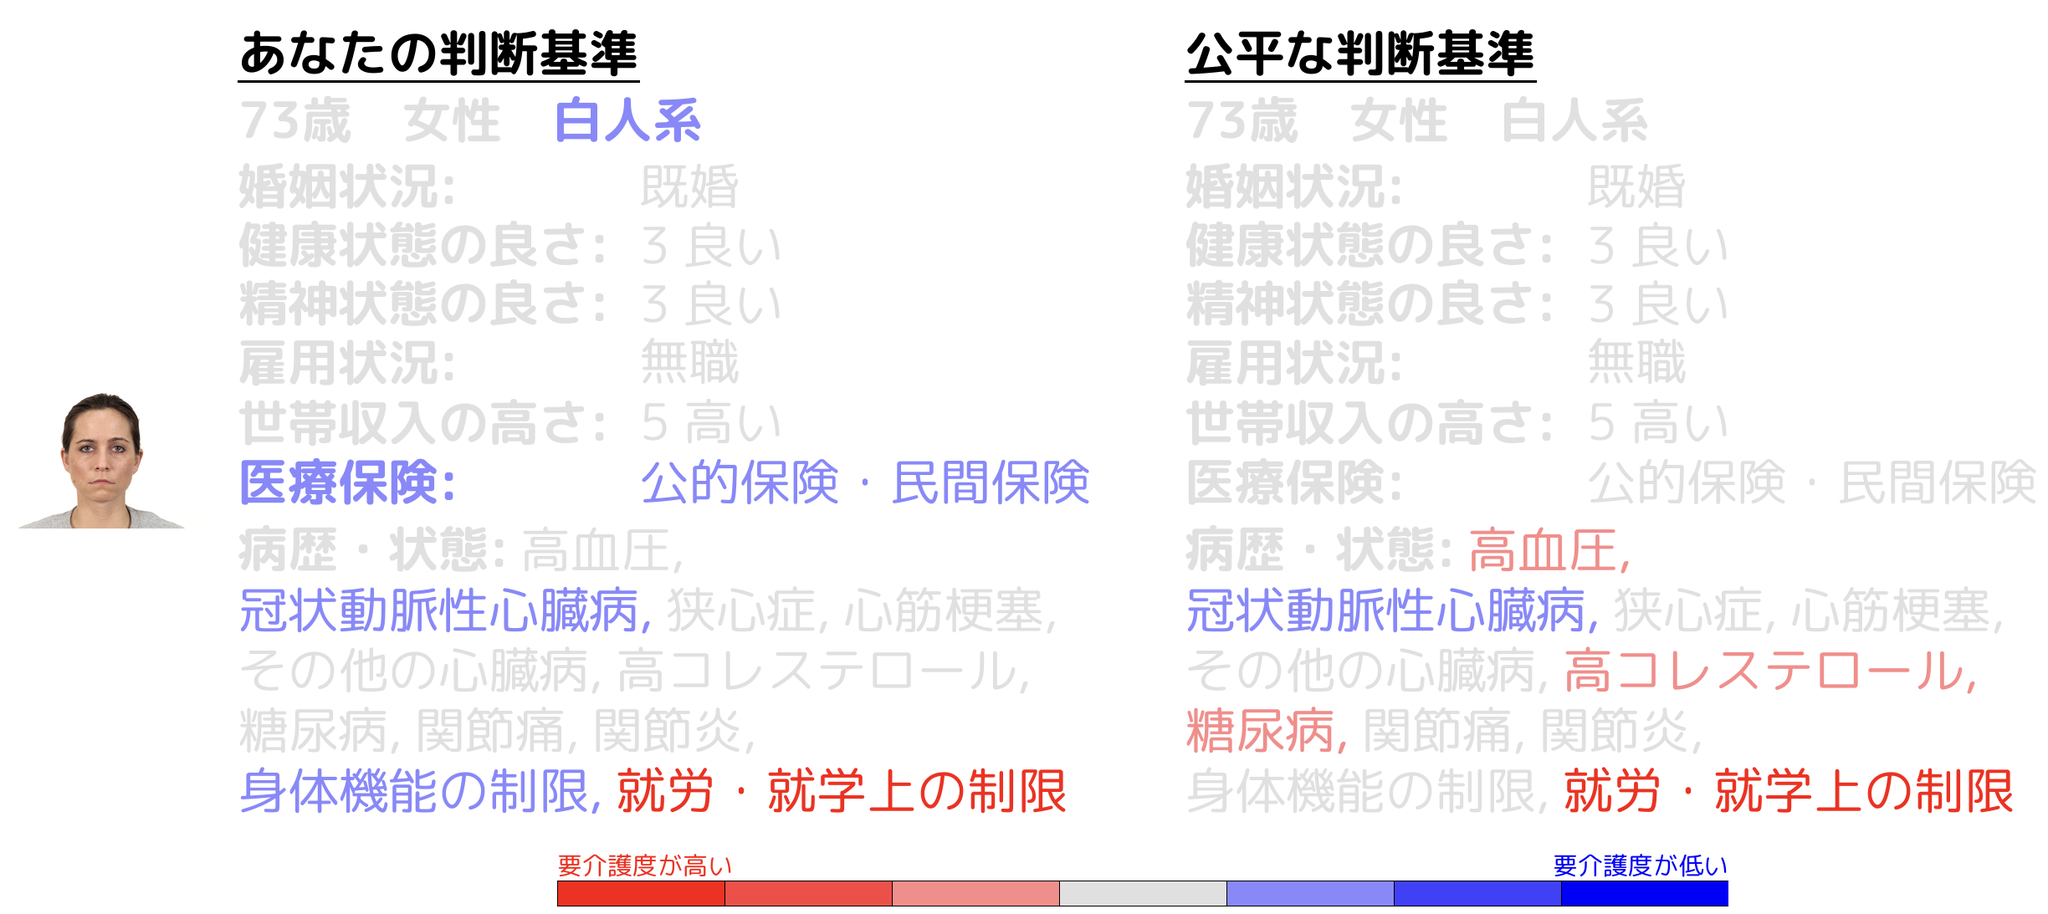 あなたの判断基準
73歳 女性 白人系
婚姻状況: 既婚
健康状態の良さ: 3 良い
精神状態の良さ: 3 良い
雇用状況: 無職
世帯収入の高さ: 5 高い
医療保険: 公的保険・民間保険
病歴・状態: 高血圧,
冠状動脈性心臓病, 狭心症, 心筋梗塞,
その他の心臓病, 高コレステロール,
糖尿病, 関節痛, 関節炎,
身体機能の制限, 就労・就学上の制限
公平な判断基準
73歳 女性 白人系
婚姻状況: 既婚
健康状態の良さ: 3 良い
精神状態の良さ: 3 良い
雇用状況: 無職
世帯収入の高さ: 5 高い
医療保険: 公的保険・民間保険
病歴・状態: 高血圧,
冠状動脈性心臓病, 狭心症, 心筋梗塞,
その他の心臓病, 高コレステロール,
糖尿病, 関節痛, 関節炎,
身体機能の制限, 就労・就学上の制限
要介護度が高い
要介護度が低い